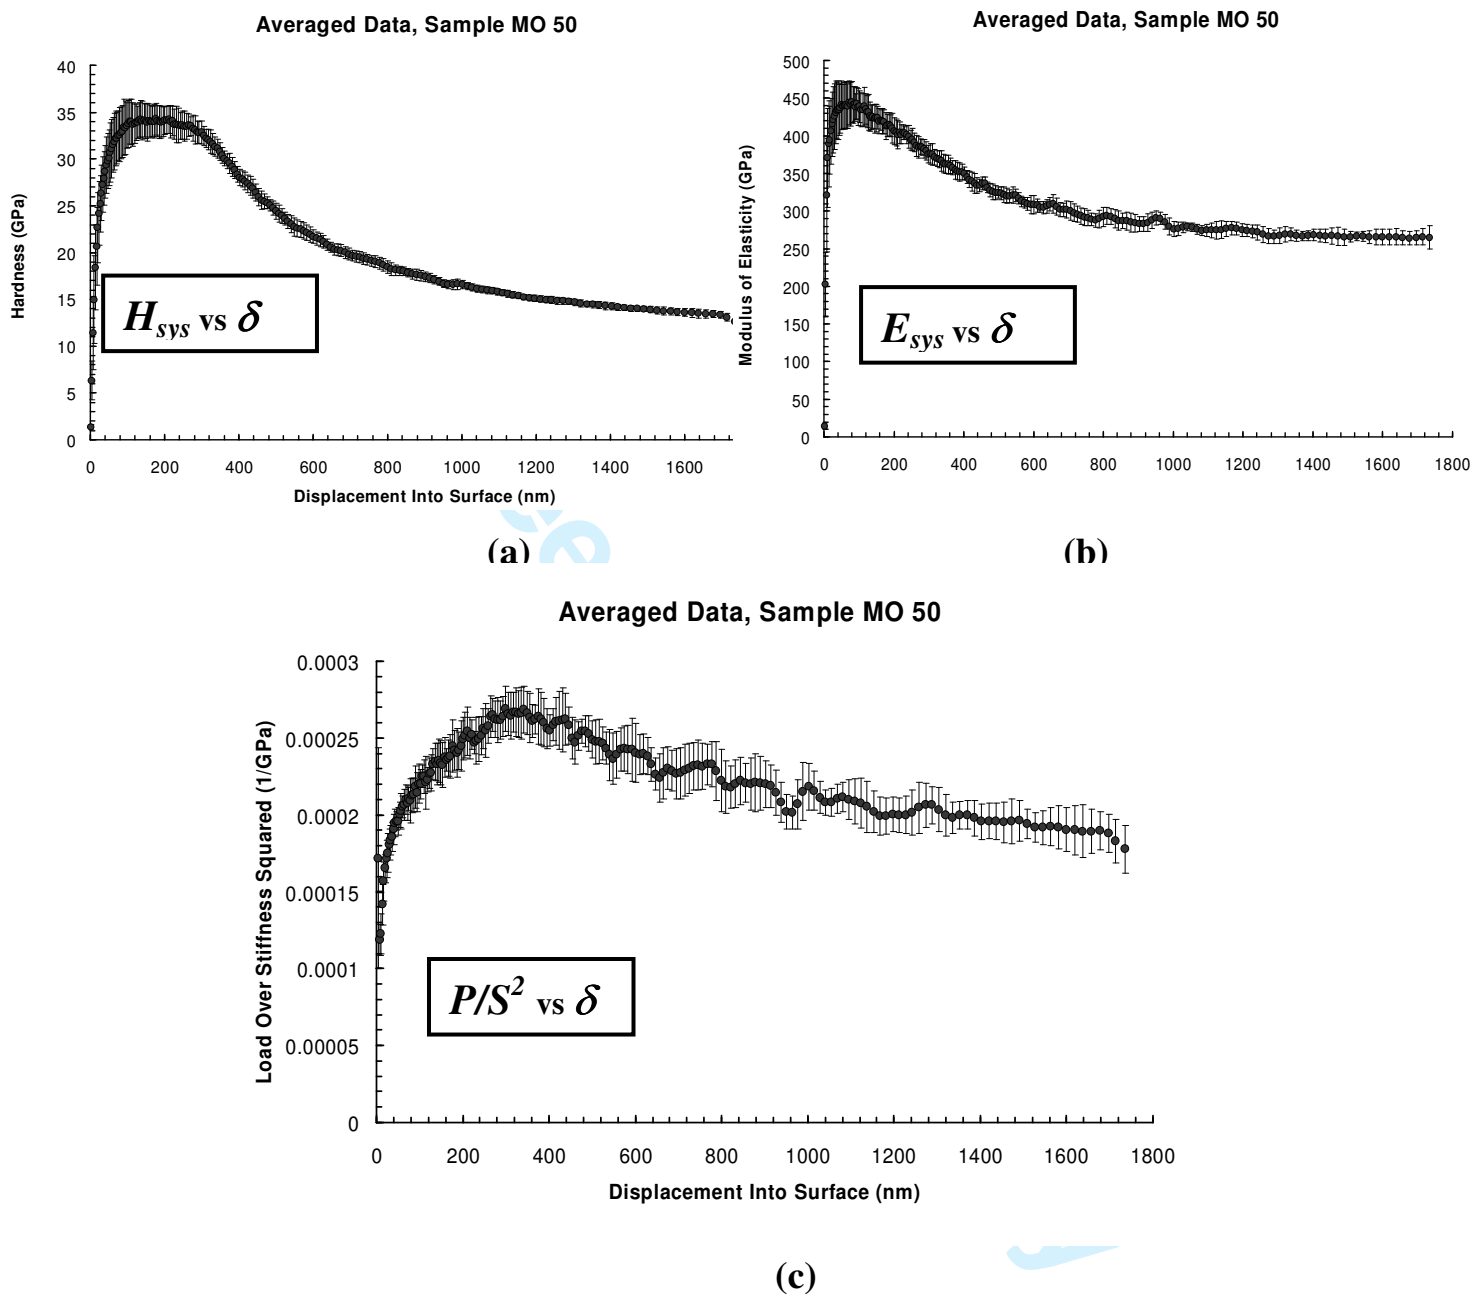 Averaged Data, Sample MO 50
Hardness (GPa)
40
35
30
25
20
15
10
5
0
0 200 400 600 800 1000 1200 1400 1600
Displacement Into Surface (nm)
H_sys vs δ
(a)
Averaged Data, Sample MO 50
Modulus of Elasticity (GPa)
500
450
400
350
300
250
200
150
100
50
0
0 200 400 600 800 1000 1200 1400 1600 1800
E_sys vs δ
(b)
Averaged Data, Sample MO 50
Load Over Stiffness Squared (1/GPa)
0.0003
0.00025
0.0002
0.00015
0.0001
0.00005
0
0 200 400 600 800 1000 1200 1400 1600 1800
Displacement Into Surface (nm)
P/S² vs δ
(c)